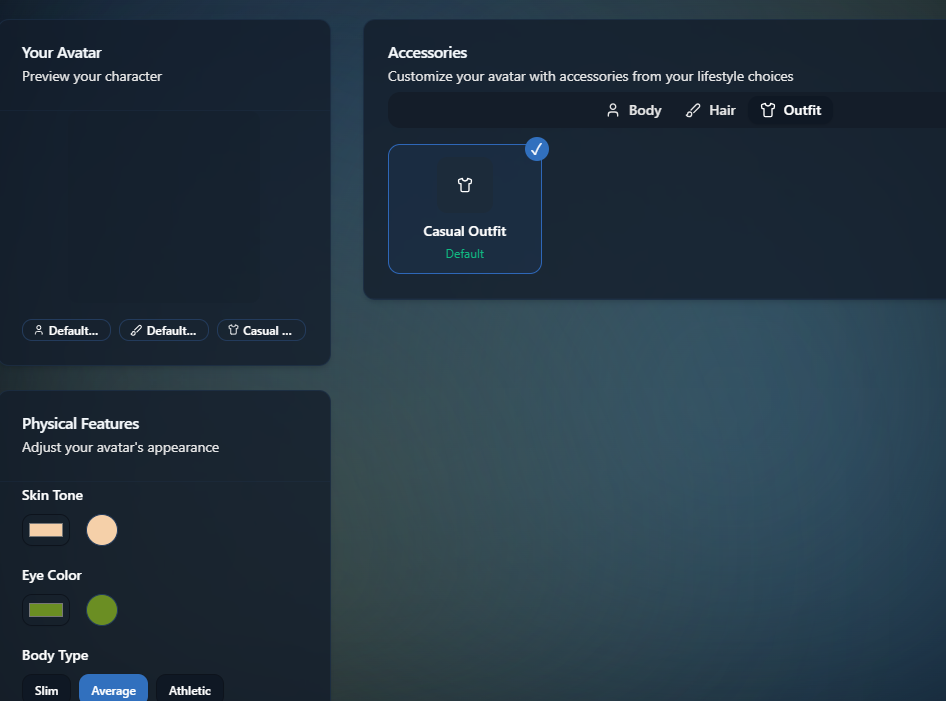 Your Avatar
Preview your character
Default...
Default...
Casual ...
Physical Features
Adjust your avatar's appearance
Skin Tone
Eye Color
Body Type
Slim
Average
Athletic
Accessories
Customize your avatar with accessories from your lifestyle choices
Body
Hair
Outfit
Casual Outfit
Default